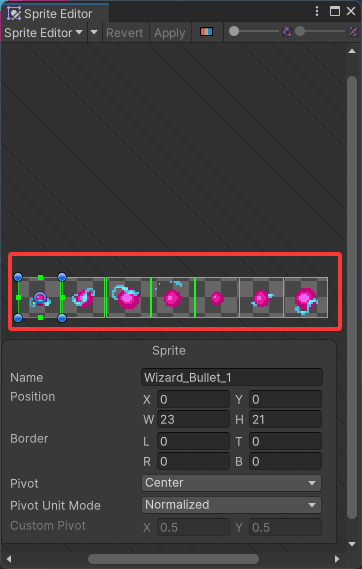 Sprite Editor
Sprite Editor Revert Apply
Sprite
Name Wizard_Bullet_1
Position X 0 Y 0
W 23 H 21
Border L 0 T 0
R 0 B 0
Pivot Center
Pivot Unit Mode Normalized
Custom Pivot X 0.5 Y 0.5